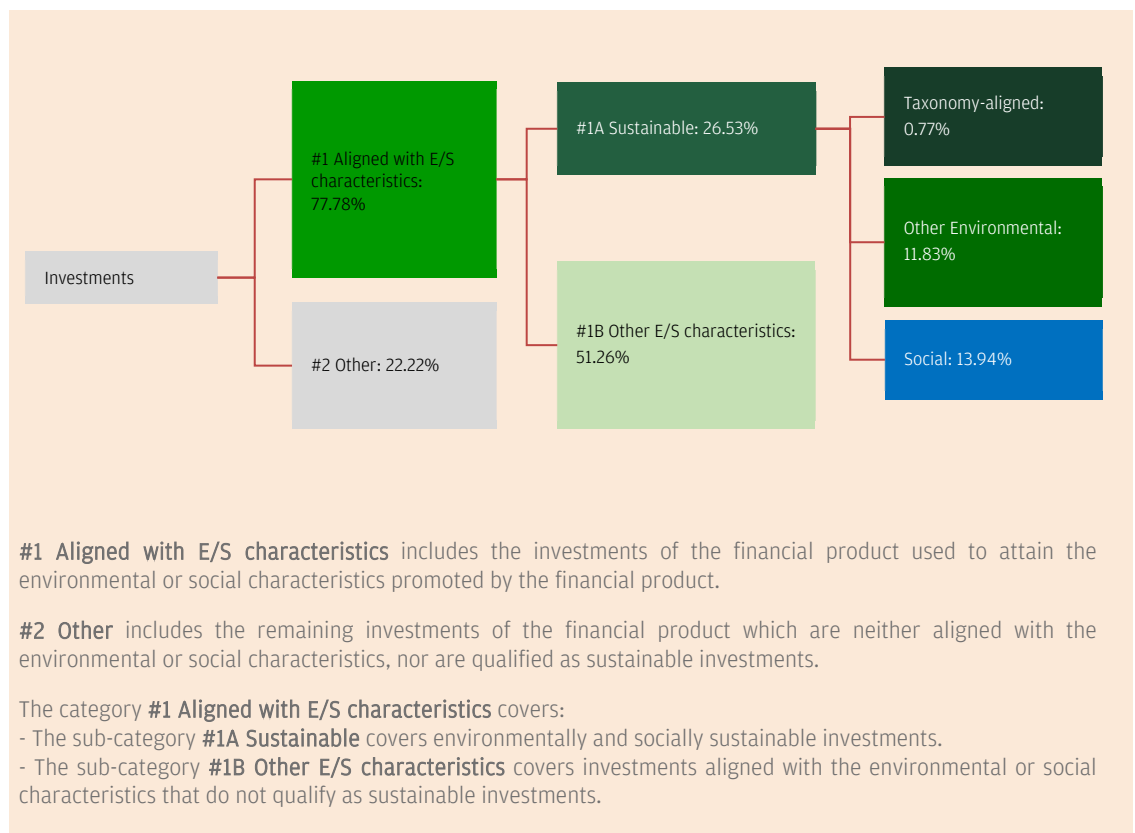 Investments
#1 Aligned with E/S
characteristics:
77.78%
#2 Other: 22.22%
#1A Sustainable: 26.53%
#1B Other E/S characteristics:
51.26%
Taxonomy-aligned:
0.77%
Other Environmental:
11.83%
Social: 13.94%
#1 Aligned with E/S characteristics includes the investments of the financial product used to attain the
environmental or social characteristics promoted by the financial product.
#2 Other includes the remaining investments of the financial product which are neither aligned with the
environmental or social characteristics, nor are qualified as sustainable investments.
The category #1 Aligned with E/S characteristics covers:
- The sub-category #1A Sustainable covers environmentally and socially sustainable investments.
- The sub-category #1B Other E/S characteristics covers investments aligned with the environmental or social
characteristics that do not qualify as sustainable investments.